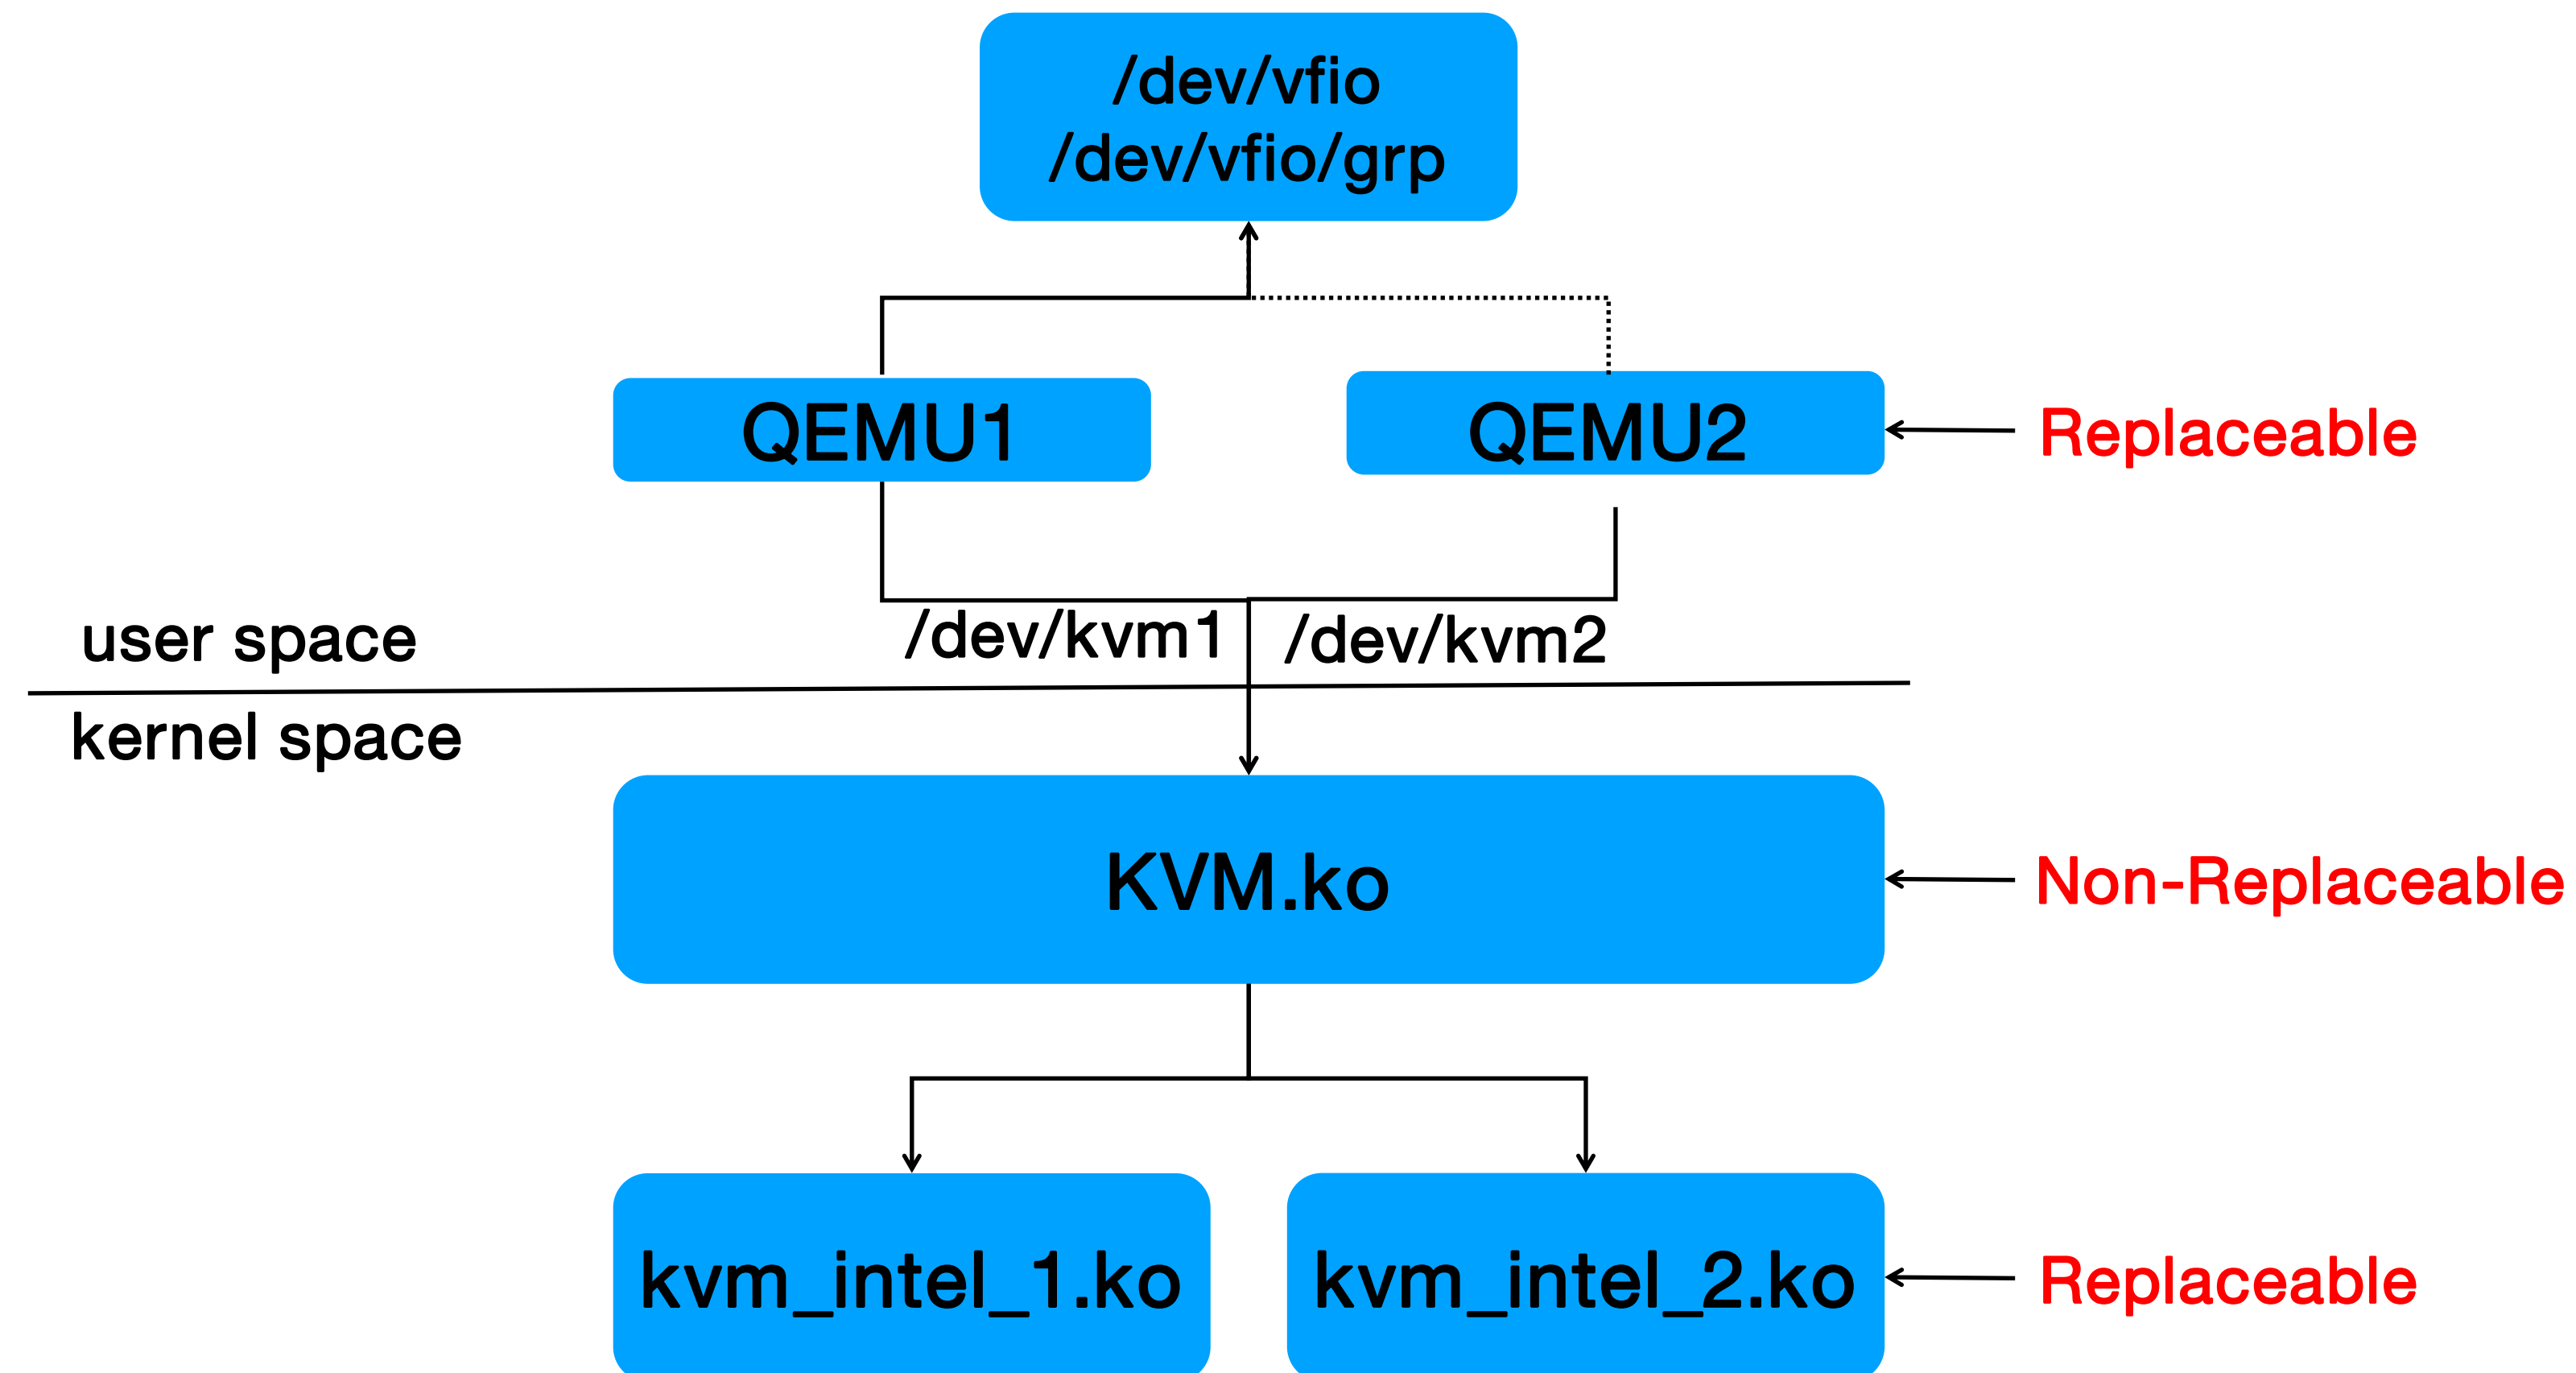 /dev/vfio
/dev/vfio/grp
QEMU1
QEMU2
Replaceable
/dev/kvm1
/dev/kvm2
user space
kernel space
KVM.ko
Non-Replaceable
kvm_intel_1.ko
kvm_intel_2.ko
Replaceable